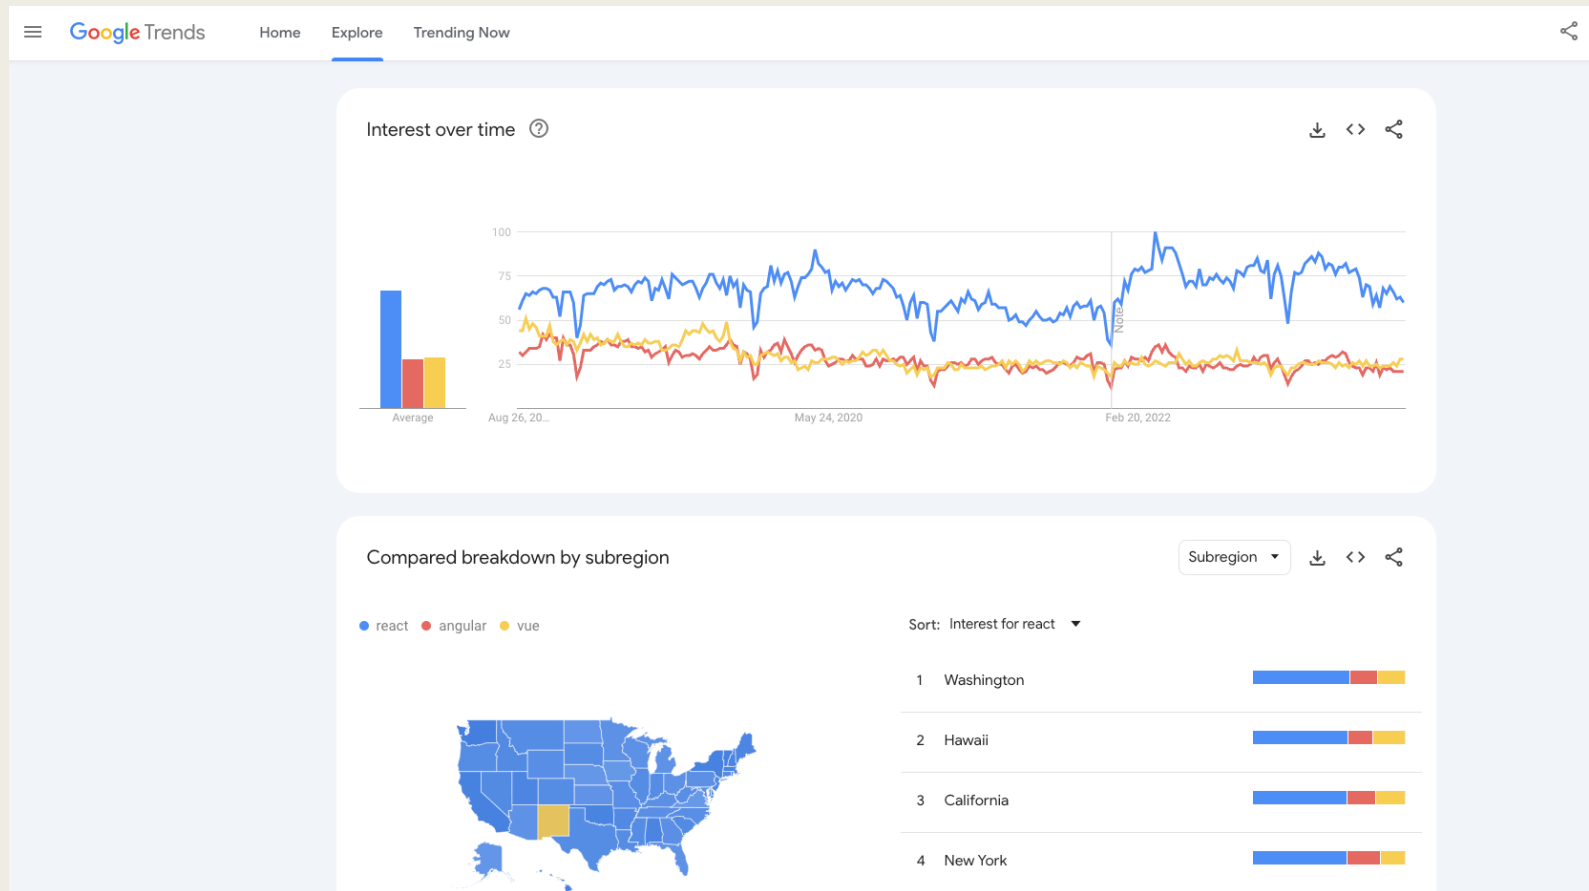 Google Trends Home Explore Trending Now
Interest over time
100
75
50
25
Note
Average
Aug 26, 20... May 24, 2020 Feb 20, 2022
Compared breakdown by subregion
Subregion
react angular vue
Sort: Interest for react
1 Washington
2 Hawaii
3 California
4 New York